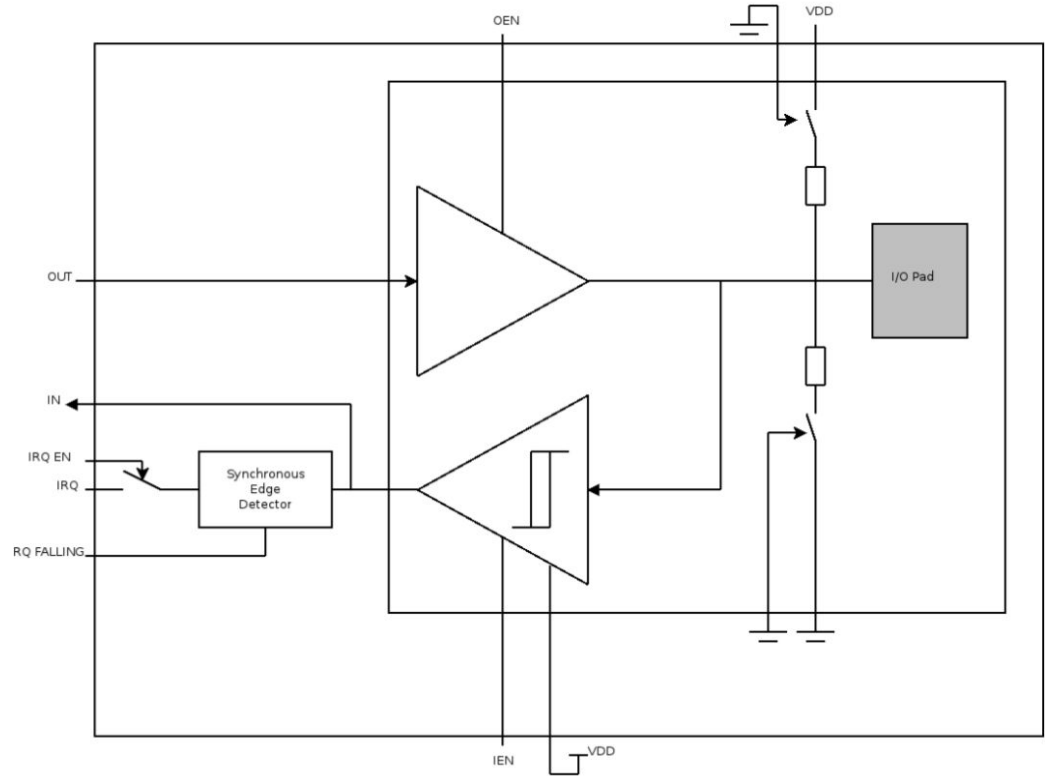 OEN
VDD
OUT
I/O Pad
IN
IRQ EN
IRQ
Synchronous
Edge
Detector
RQ FALLING
IEN
VDD